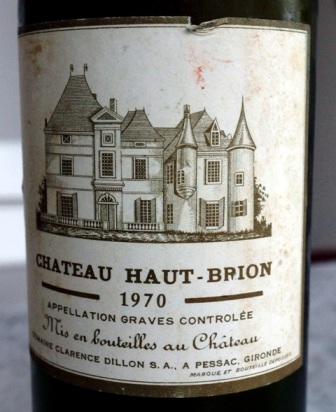 CHATEAU HAUT-BRION
1970
APPELLATION GRAVES CONTROLÉE
Mis en bouteilles au Château
DOMAINE CLARENCE DILLON S.A., A PESSAC, GIRONDE
MARQUE ET BOUTEILLE DÉPOSÉES